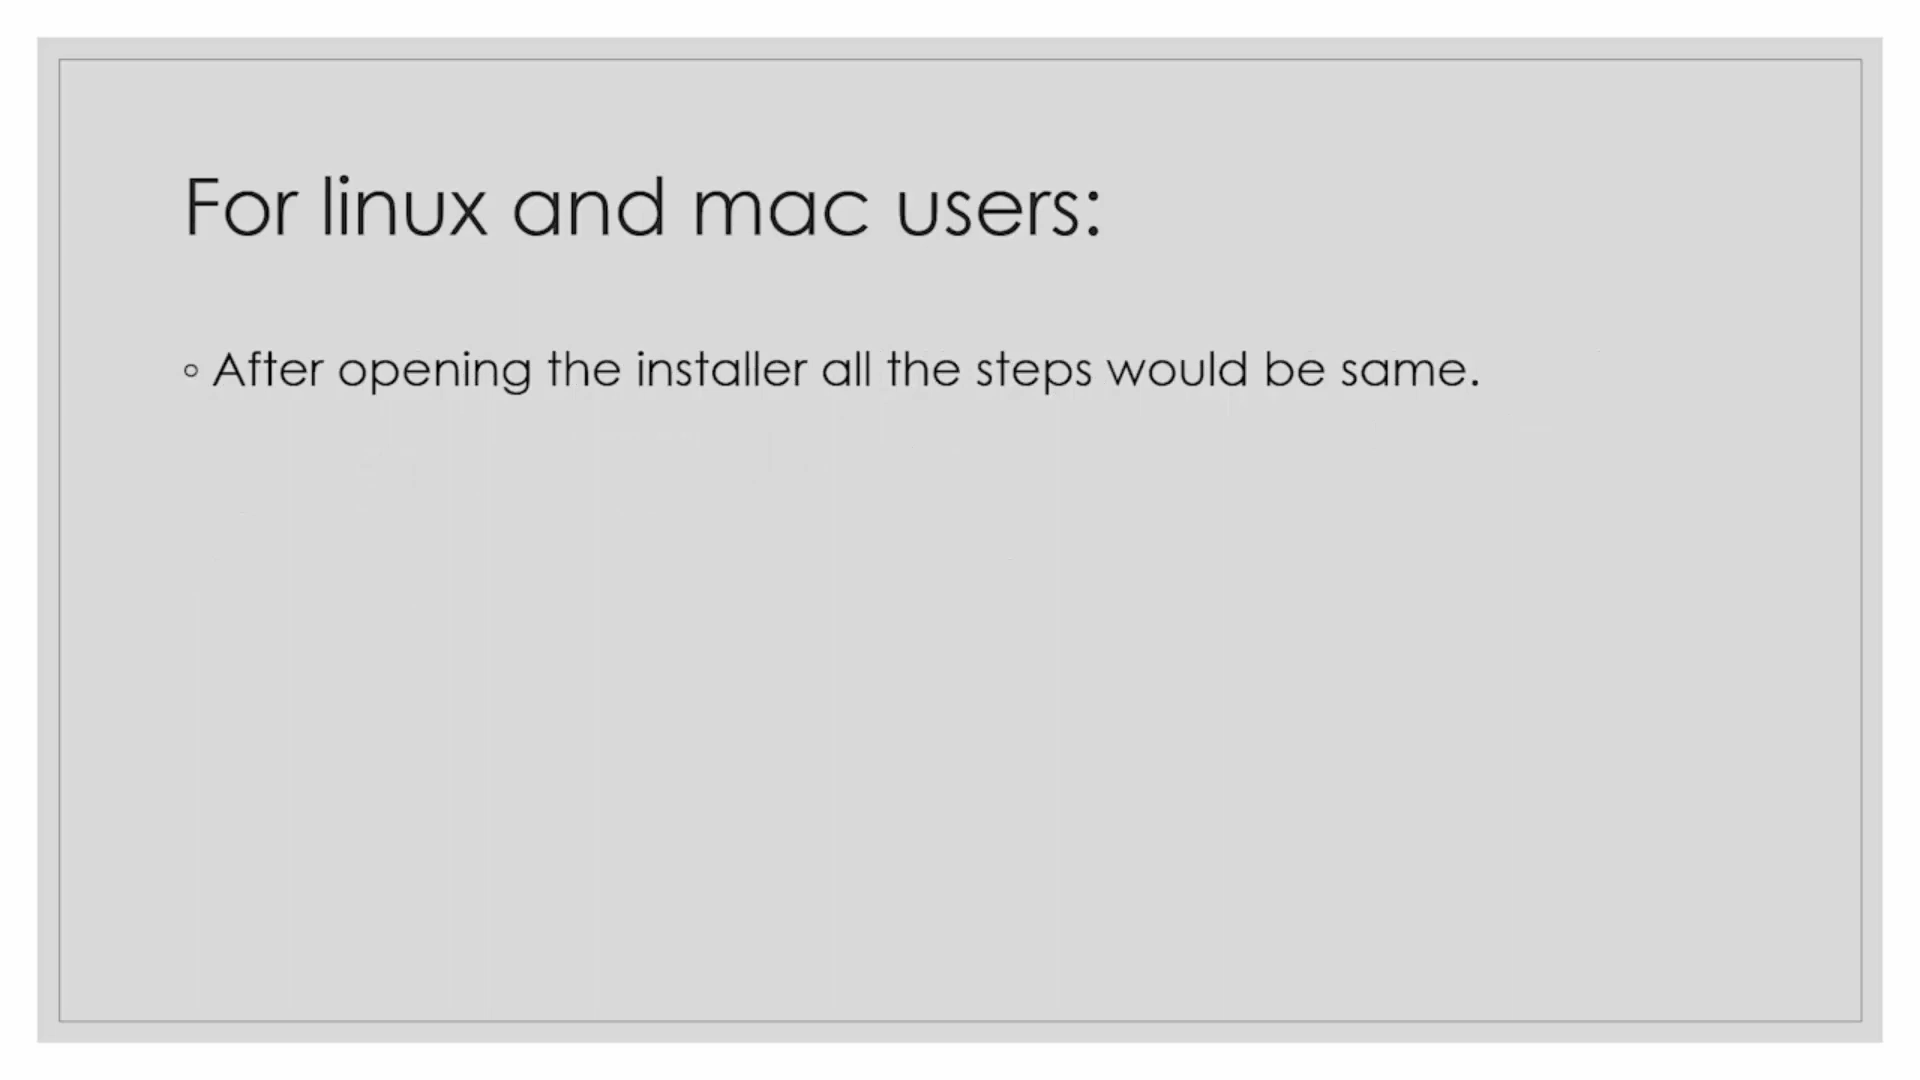 For linux and mac users:
◦ After opening the installer all the steps would be same.